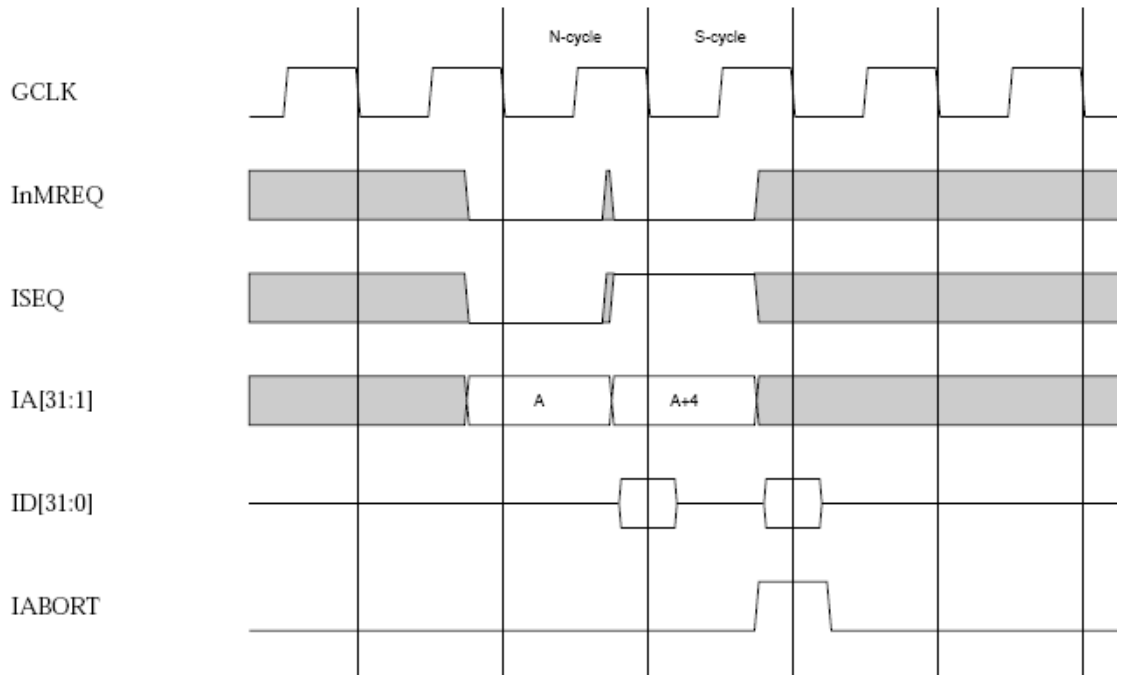 N-cycle S-cycle
GCLK
InMREQ
ISEQ
IA[31:1] A A+4
ID[31:0]
IABORT